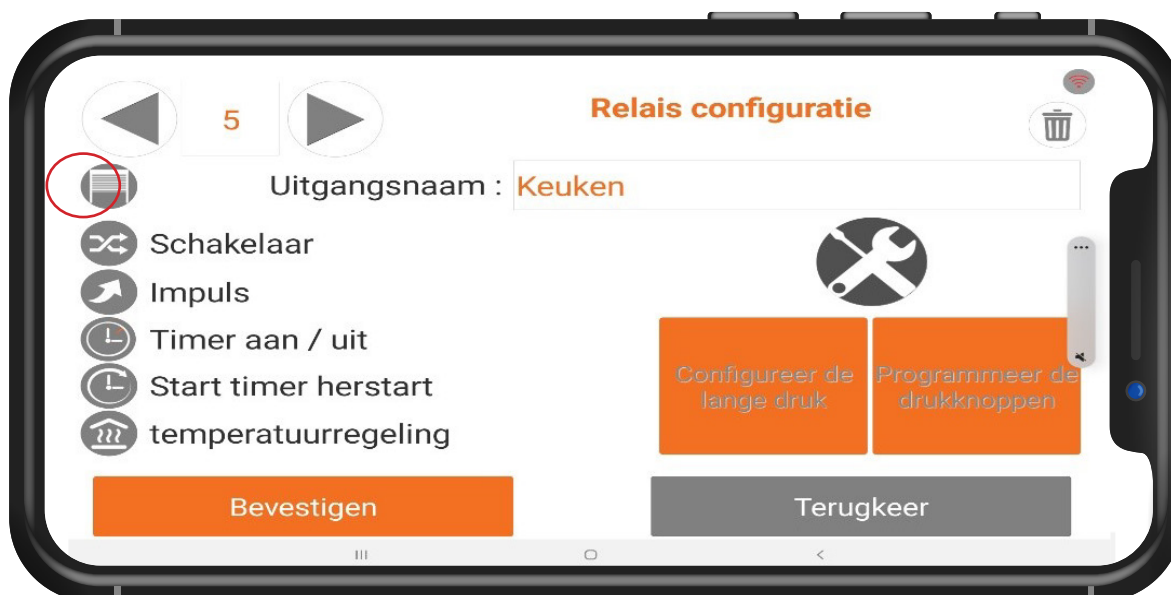 5
Relais configuratie
Uitgangsnaam : Keuken
Schakelaar
Impuls
Timer aan / uit
Start timer herstart
temperatuurregeling
Configureer de
lange druk
Programmeer de
drukknoppen
Bevestigen
Terugkeer